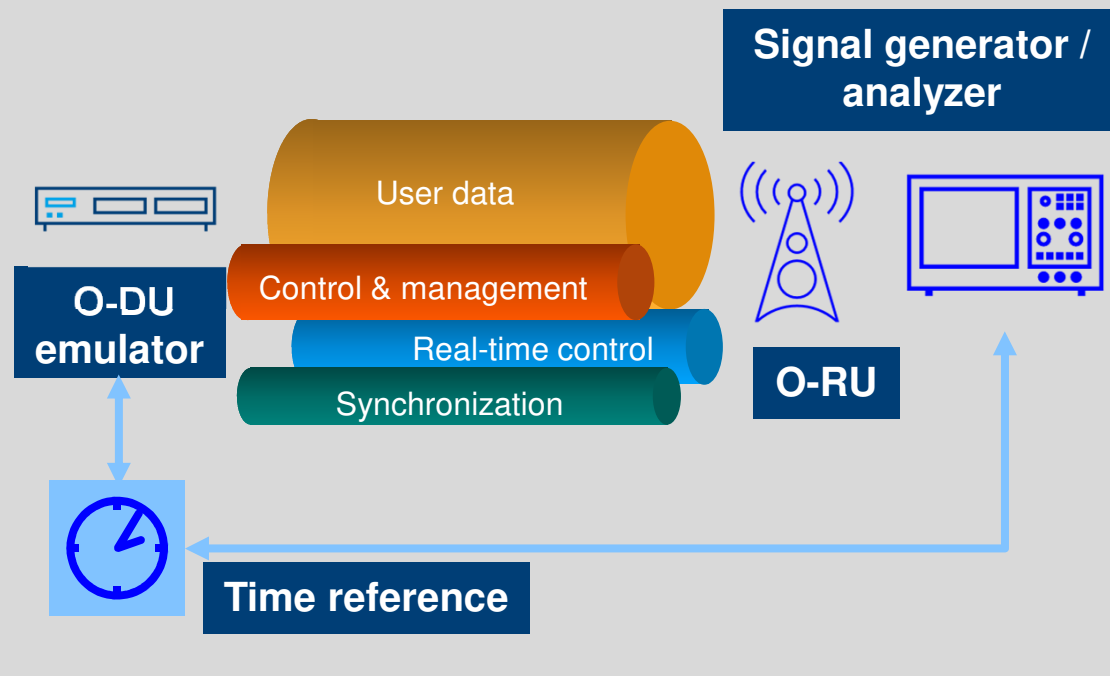 Signal generator /
analyzer
User data
Control & management
O-DU
emulator
Real-time control
O-RU
Synchronization
Time reference